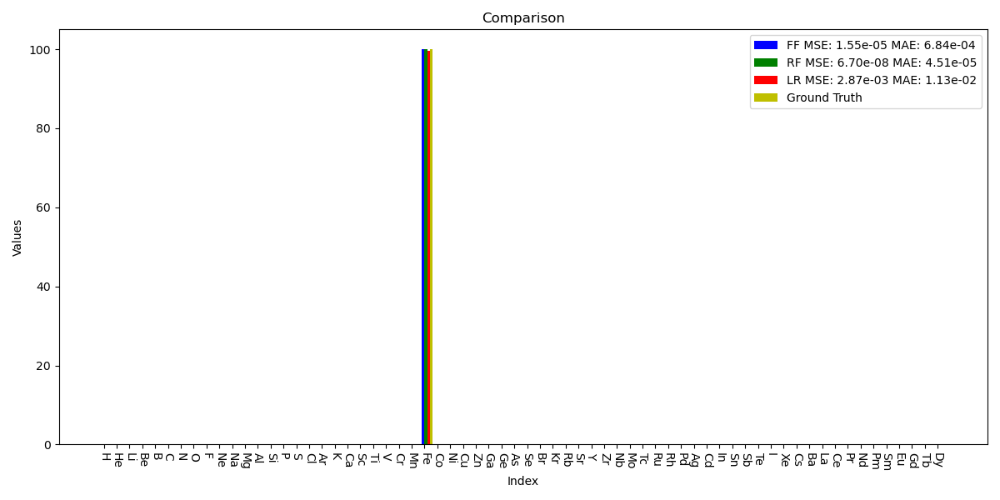 Comparison
FF MSE: 1.55e-05 MAE: 6.84e-04
RF MSE: 6.70e-08 MAE: 4.51e-05
LR MSE: 2.87e-03 MAE: 1.13e-02
Ground Truth
Values
100
80
60
40
20
0
H He Li Be B C N O F Ne Na Mg Al Si P S Cl Ar K Ca Sc Ti V Cr Mn Fe Co Ni Cu Zn Ga Ge As Se Br Kr Rb Sr Y Zr Nb Mo Tc Ru Rh Pd Ag Cd In Sn Sb Te I Xe Cs Ba La Ce Pr Nd Pm Sm Eu Gd Tb Dy
Index